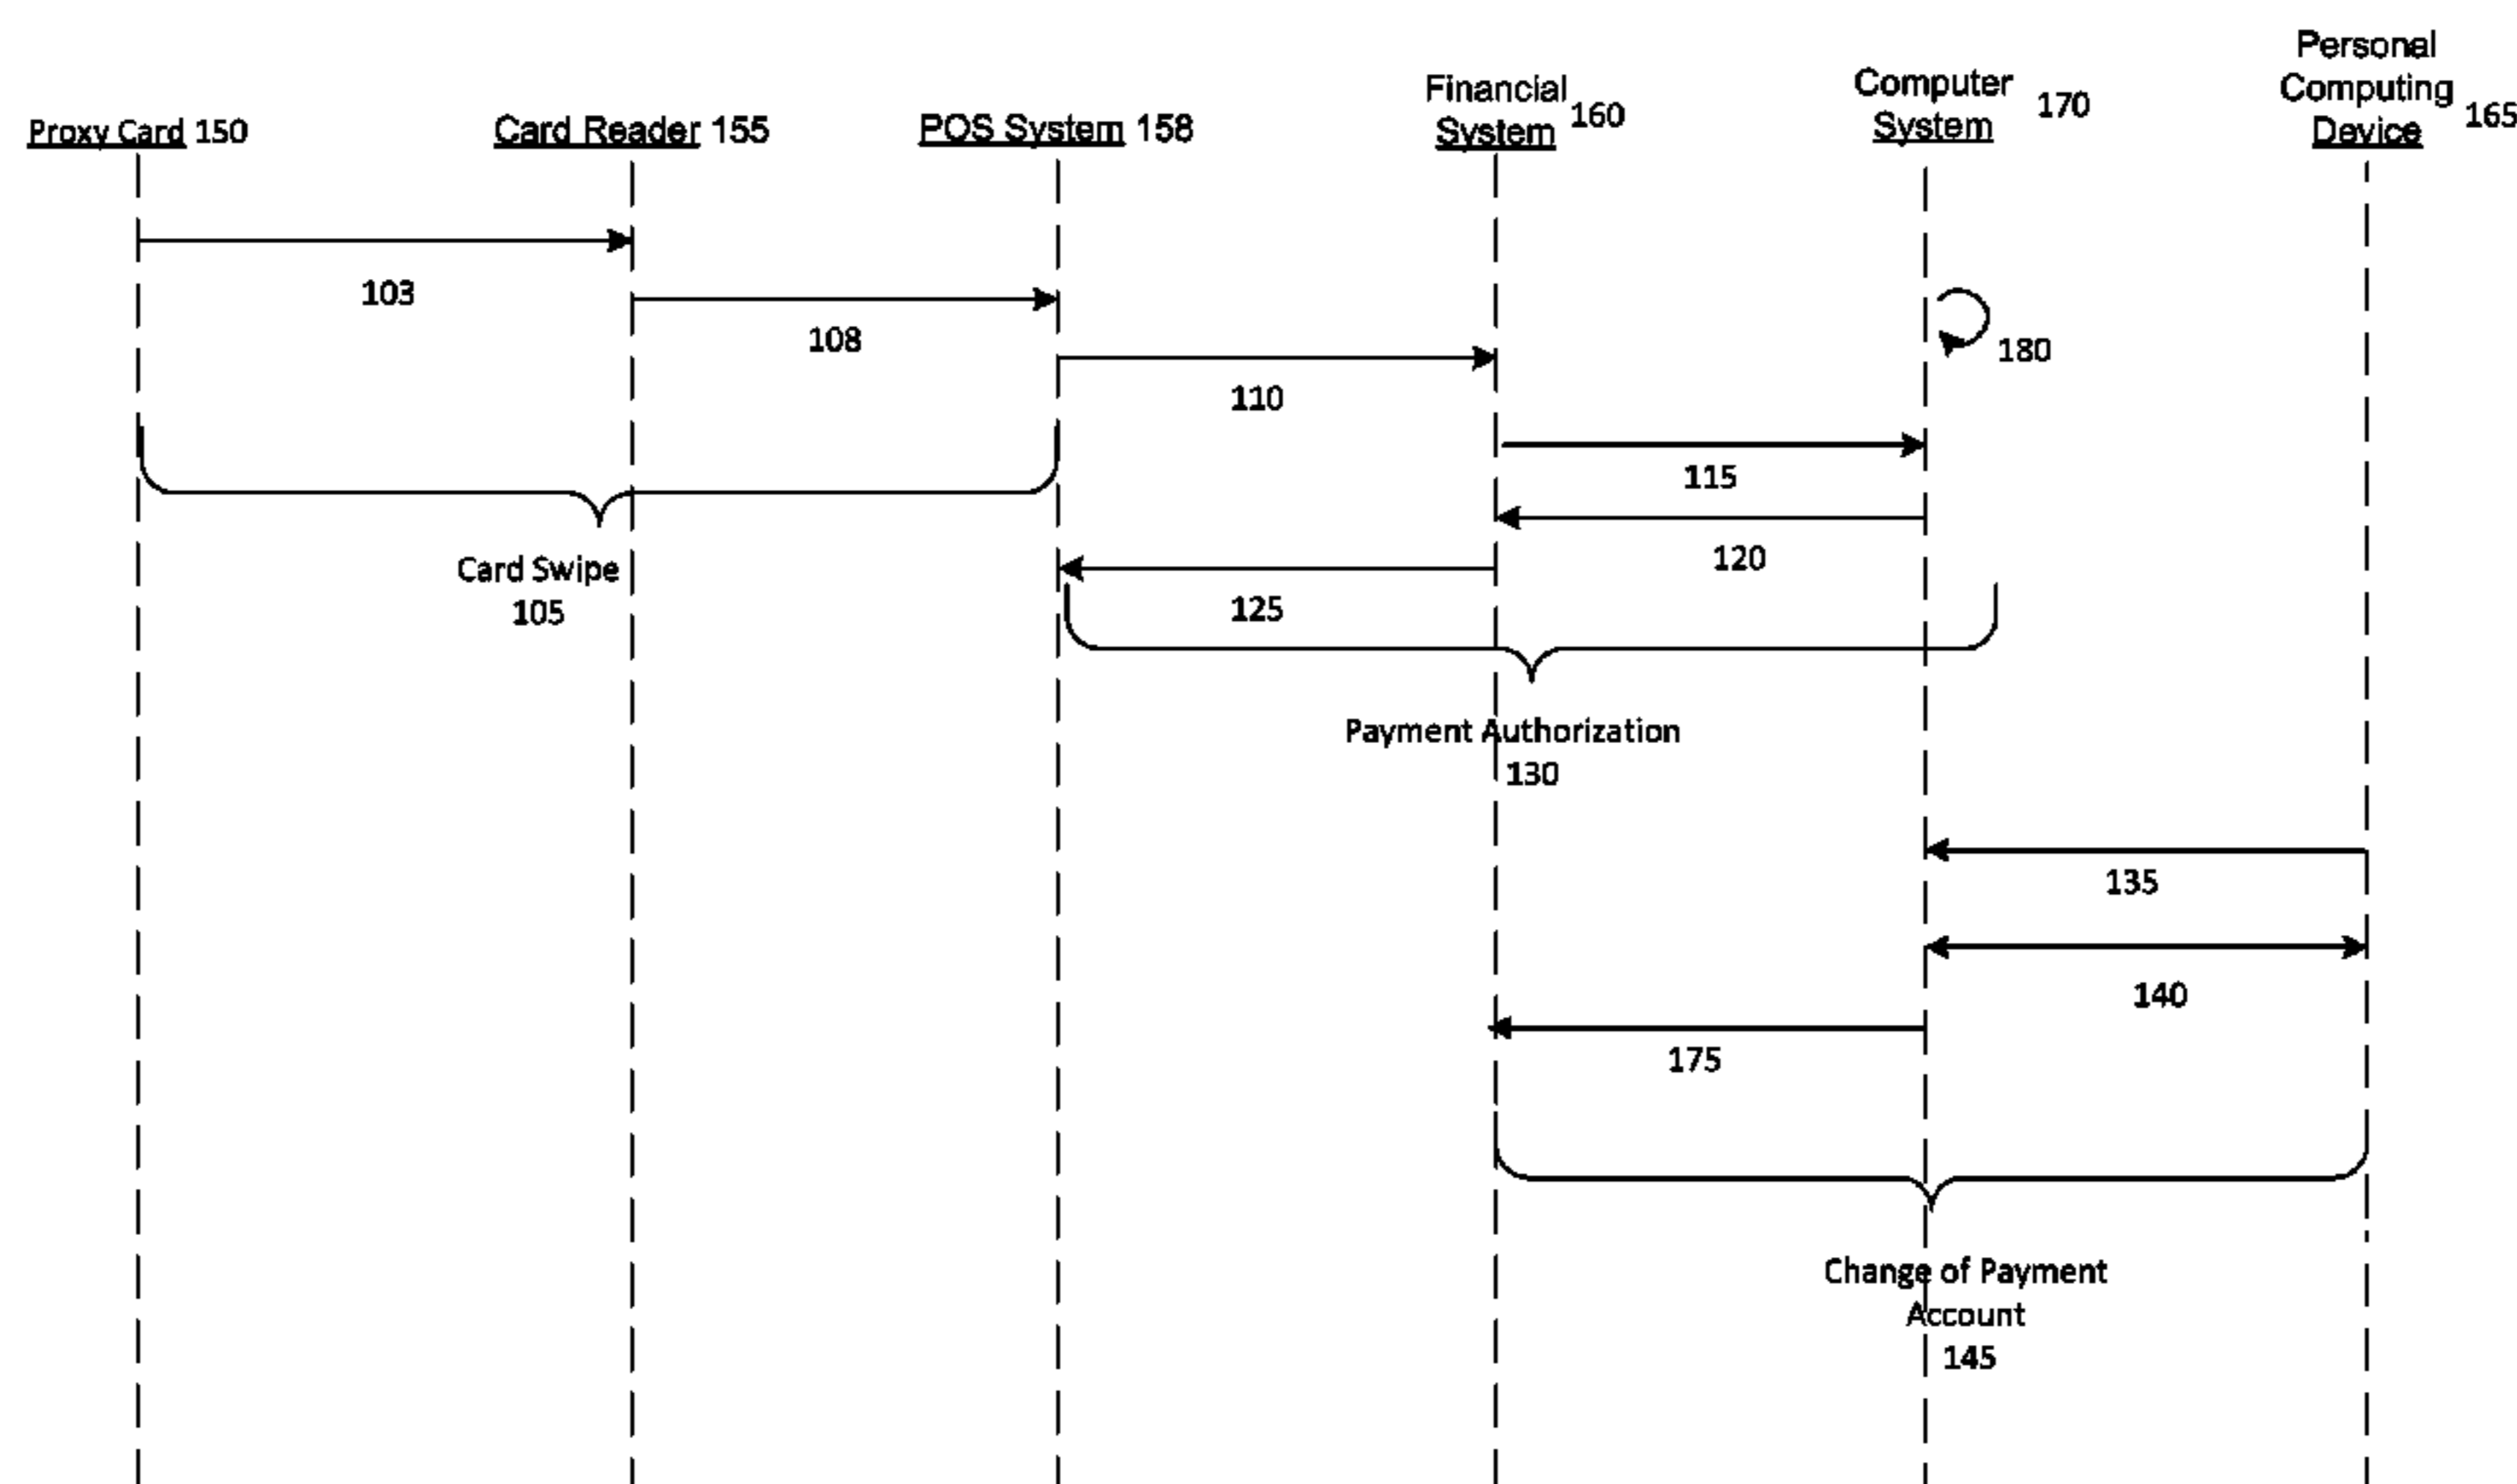 Proxy Card 150
Card Reader 155
POS System 158
Financial
System 160
Computer
System 170
Personal
Computing
Device 165
103
108
180
110
115
120
Card Swipe
105
125
Payment Authorization
130
135
140
175
Change of Payment
Account
145